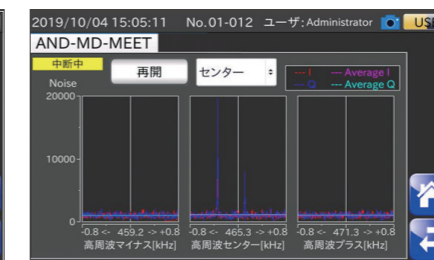 2019/10/04 15:05:11 No.01-012 ユーザ: Administrator
AND-MD-MEET
中断中 再開 センター
--- I --- Average I
--- Q --- Average Q
Noise
20000
10000
0
-0.8 <- 459.2 -> +0.8 -0.8 <- 465.3 -> +0.8 -0.8 <- 471.3 -> +0.8
高周波マイナス[kHz] 高周波センター[kHz] 高周波プラス[kHz]